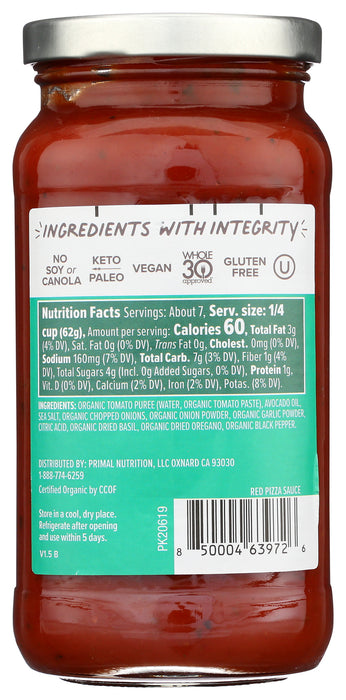 INGREDIENTS WITH INTEGRITY
NO SOY or CANOLA
KETO PALEO
VEGAN
WHOLE 30 approved
GLUTEN FREE
U
Nutrition Facts Servings: About 7, Serv. size: 1/4
cup (62g), Amount per serving: Calories 60, Total Fat 3g
(4% DV), Sat. Fat 0g (0% DV), Trans Fat 0g, Cholest. 0mg (0% DV),
Sodium 160mg (7% DV), Total Carb. 7g (3% DV), Fiber 1g (4%
DV), Total Sugars 4g (Incl. 0g Added Sugars, 0% DV), Protein 1g,
Vit. D (0% DV), Calcium (2% DV), Iron (2% DV), Potas. (8% DV).
INGREDIENTS: ORGANIC TOMATO PUREE (WATER, ORGANIC TOMATO PASTE), AVOCADO OIL,
SEA SALT, ORGANIC CHOPPED ONIONS, ORGANIC ONION POWDER, ORGANIC GARLIC POWDER,
CITRIC ACID, ORGANIC DRIED BASIL, ORGANIC DRIED OREGANO, ORGANIC BLACK PEPPER.
DISTRIBUTED BY: PRIMAL NUTRITION, LLC OXNARD CA 93030
1-888-774-6259
Certified Organic by CCOF
RED PIZZA SAUCE
Store in a cool, dry place.
Refrigerate after opening
and use within 5 days.
V1.5 B
PK20619
8 50004 63972 6